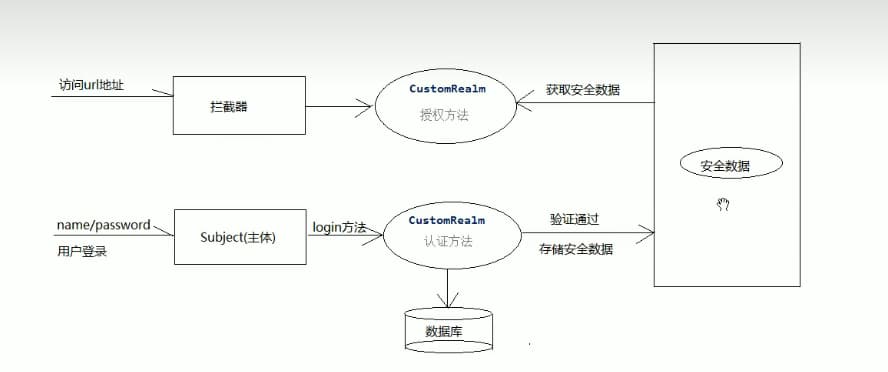 访问url地址
拦截器
CustomRealm
授权方法
获取安全数据
安全数据
name/password
用户登录
Subject(主体)
login方法
CustomRealm
认证方法
验证通过
存储安全数据
数据库